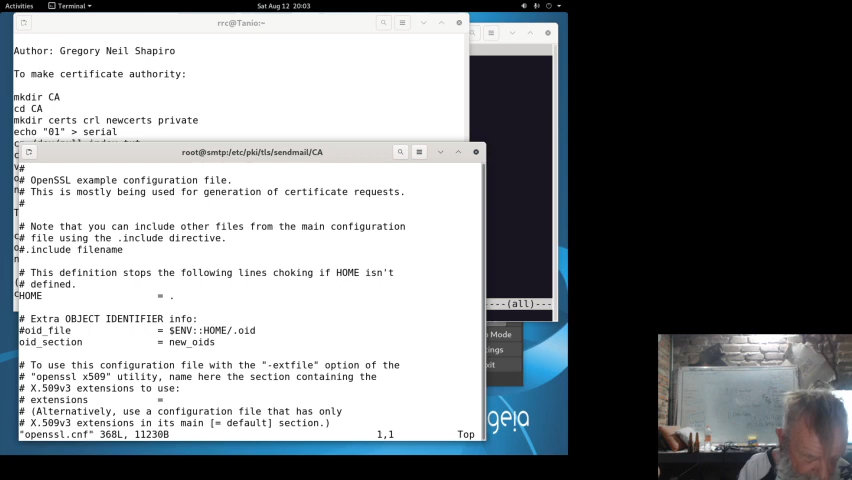 Activities
Terminal
Sat Aug 12 20:03
rrc@Tanio:~
Author: Gregory Neil Shapiro
To make certificate authority:
mkdir CA
cd CA
mkdir certs crl newcerts private
echo "01" > serial
root@smtp:/etc/pki/tls/sendmail/CA
#
# OpenSSL example configuration file.
# This is mostly being used for generation of certificate requests.
#
# Note that you can include other files from the main configuration
# file using the .include directive.
#.include filename
# This definition stops the following lines choking if HOME isn't
# defined.
HOME = .
# Extra OBJECT IDENTIFIER info:
#oid_file = $ENV::HOME/.oid
oid_section = new_oids
# To use this configuration file with the "-extfile" option of the
# "openssl x509" utility, name here the section containing the
# X.509v3 extensions to use:
# extensions =
# (Alternatively, use a configuration file that has only
# X.509v3 extensions in its main [= default] section.)
"openssl.cnf" 368L, 11230B 1,1 Top
---(all)---
Mode
geia